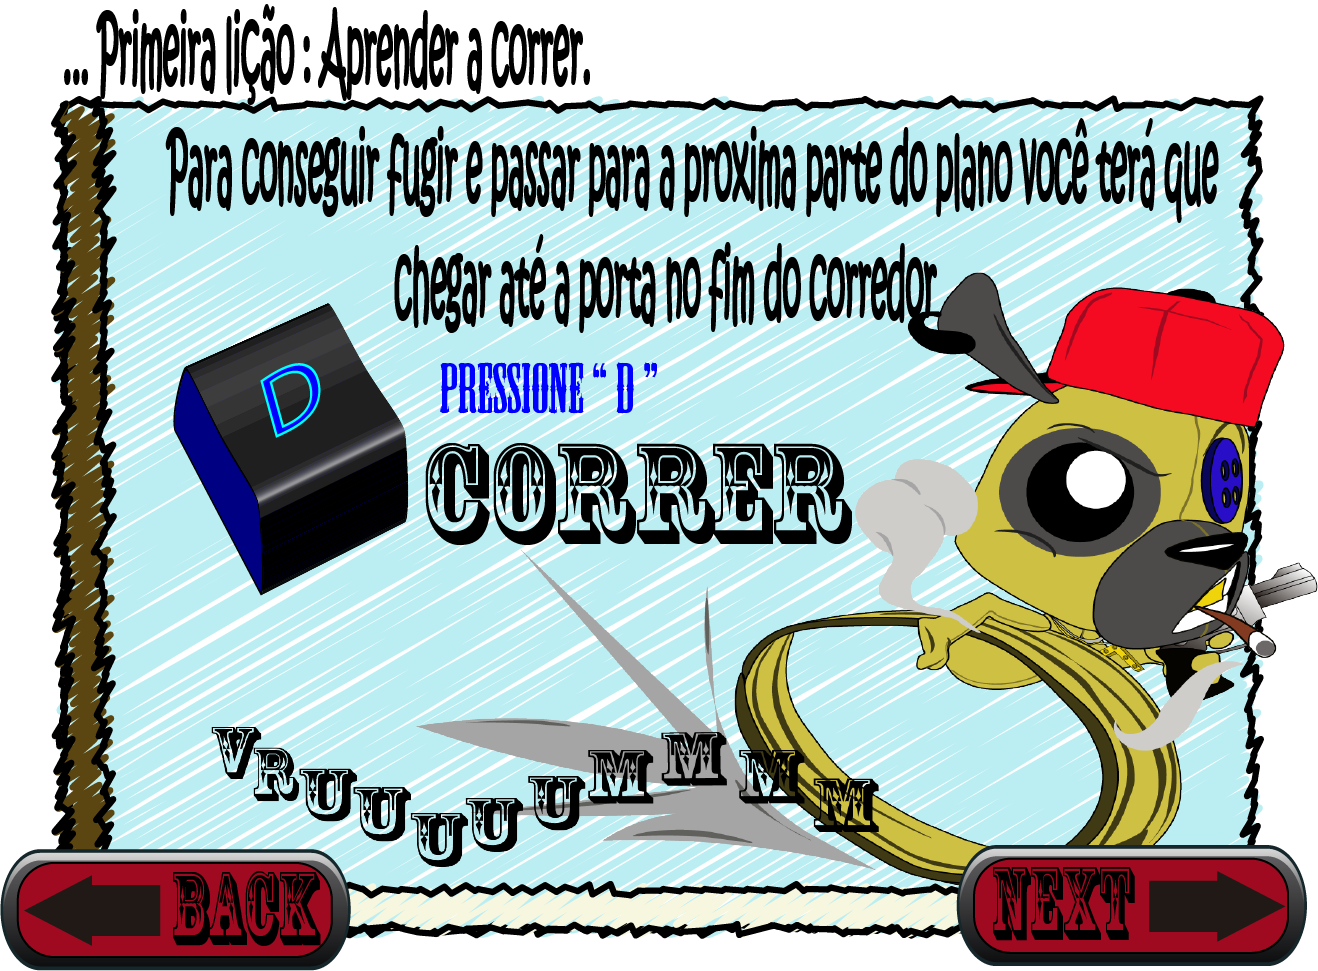 ... Primeira lição : Aprender a correr.
Para conseguir fugir e passar para a proxima parte do plano você terá que
chegar até a porta no fim do corredor
D
PRESSIONE “ D ”
CORRER
VRUUUUUMMMM
BACK
NEXT